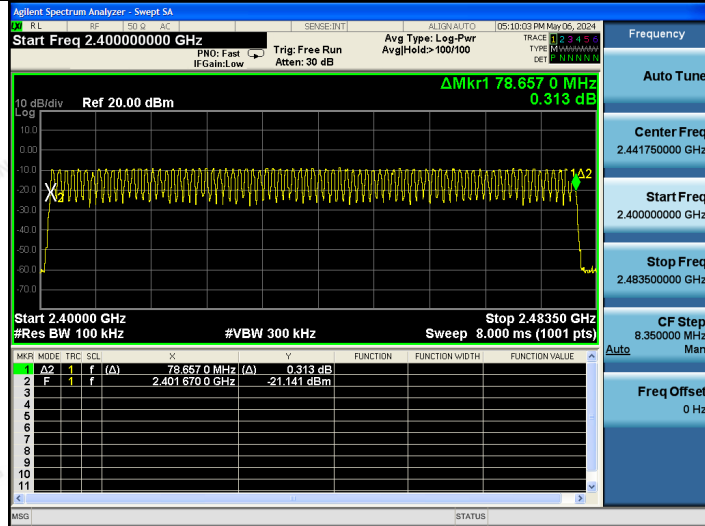 Agilent Spectrum Analyzer - Swept SA
LXI RL RF 50 Ω AC SENSE:INT ALIGN AUTO 05:10:03 PM May 06, 2024
Start Freq 2.400000000 GHz
PNO: Fast
IFGain:Low
Trig: Free Run
Atten: 30 dB
Avg Type: Log-Pwr
Avg|Hold:>100/100
TRACE 1 2 3 4 5 6
TYPE MWWWWW
DET P N N N N N
Frequency
ΔMkr1 78.657 0 MHz
0.313 dB
10 dB/div Ref 20.00 dBm
Log
10.0
0.00
-10.0
-20.0
-30.0
-40.0
-50.0
-60.0
-70.0
2
1Δ2
Start 2.40000 GHz Stop 2.48350 GHz
#Res BW 100 kHz #VBW 300 kHz Sweep 8.000 ms (1001 pts)
MKR MODE TRC SCL X Y FUNCTION FUNCTION WIDTH FUNCTION VALUE
1 Δ2 1 f (Δ) 78.657 0 MHz (Δ) 0.313 dB
2 F 1 f 2.401 670 0 GHz -21.141 dBm
3
4
5
6
7
8
9
10
11
MSG STATUS
Auto Tune
Center Freq
2.441750000 GHz
Start Freq
2.400000000 GHz
Stop Freq
2.483500000 GHz
CF Step
8.350000 MHz
Auto Man
Freq Offset
0 Hz